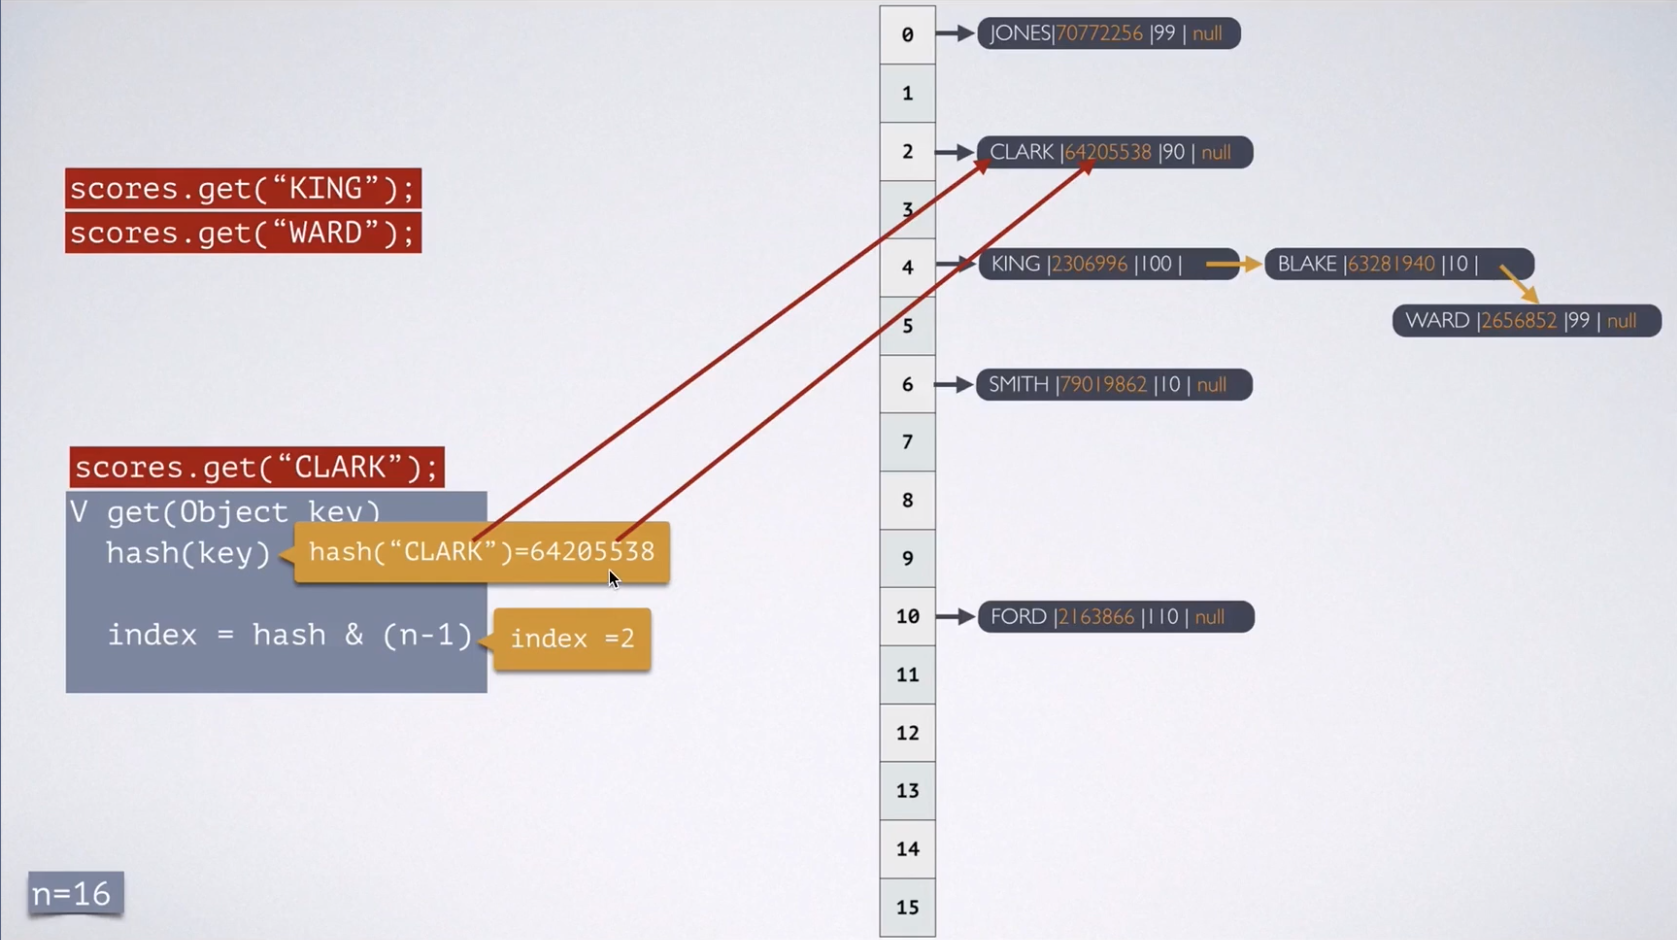 scores.get(“KING”);
scores.get(“WARD”);
scores.get(“CLARK”);
V get(Object key)
hash(key)
hash(“CLARK”)=64205538
index = hash & (n-1)
index =2
n=16
0
JONES|70772256 |99 | null
1
2
CLARK |64205538 |90 | null
3
4
KING |2306996 |100 |
BLAKE |63281940 |10 |
WARD |2656852 |99 | null
5
6
SMITH |79019862 |10 | null
7
8
9
10
FORD |2163866 |110 | null
11
12
13
14
15